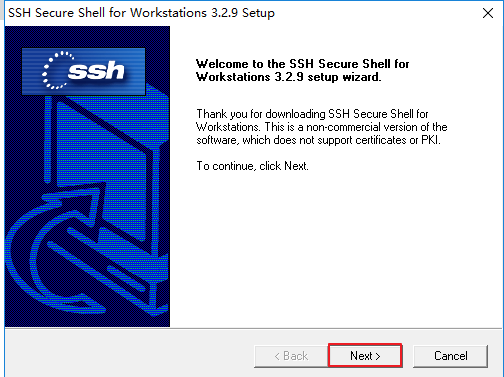 SSH Secure Shell for Workstations 3.2.9 Setup
ssh
Welcome to the SSH Secure Shell for
Workstations 3.2.9 setup wizard.
Thank you for downloading SSH Secure Shell for
Workstations. This is a non-commercial version of the
software, which does not support certificates or PKI.
To continue, click Next.
< Back Next > Cancel